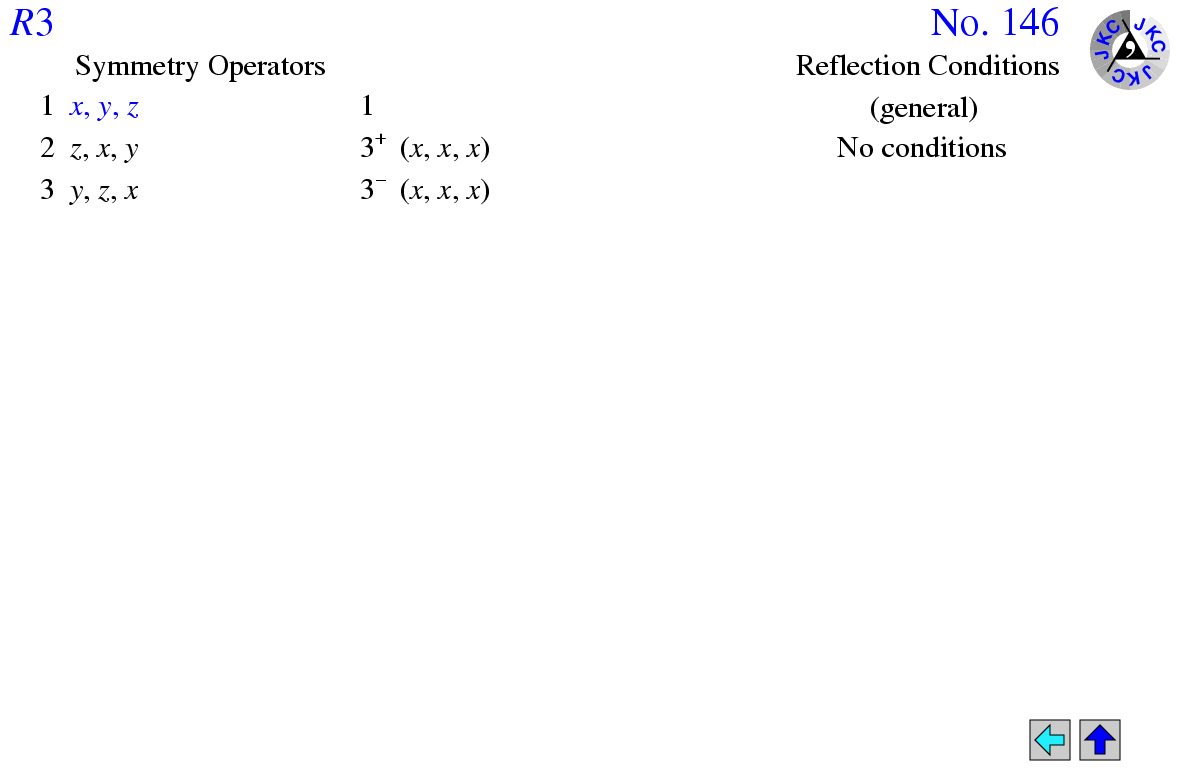 R3 No. 146
Symmetry Operators Reflection Conditions
1 x, y, z 1 (general)
2 z, x, y 3⁺ (x, x, x) No conditions
3 y, z, x 3⁻ (x, x, x)
JKC JKC JKC